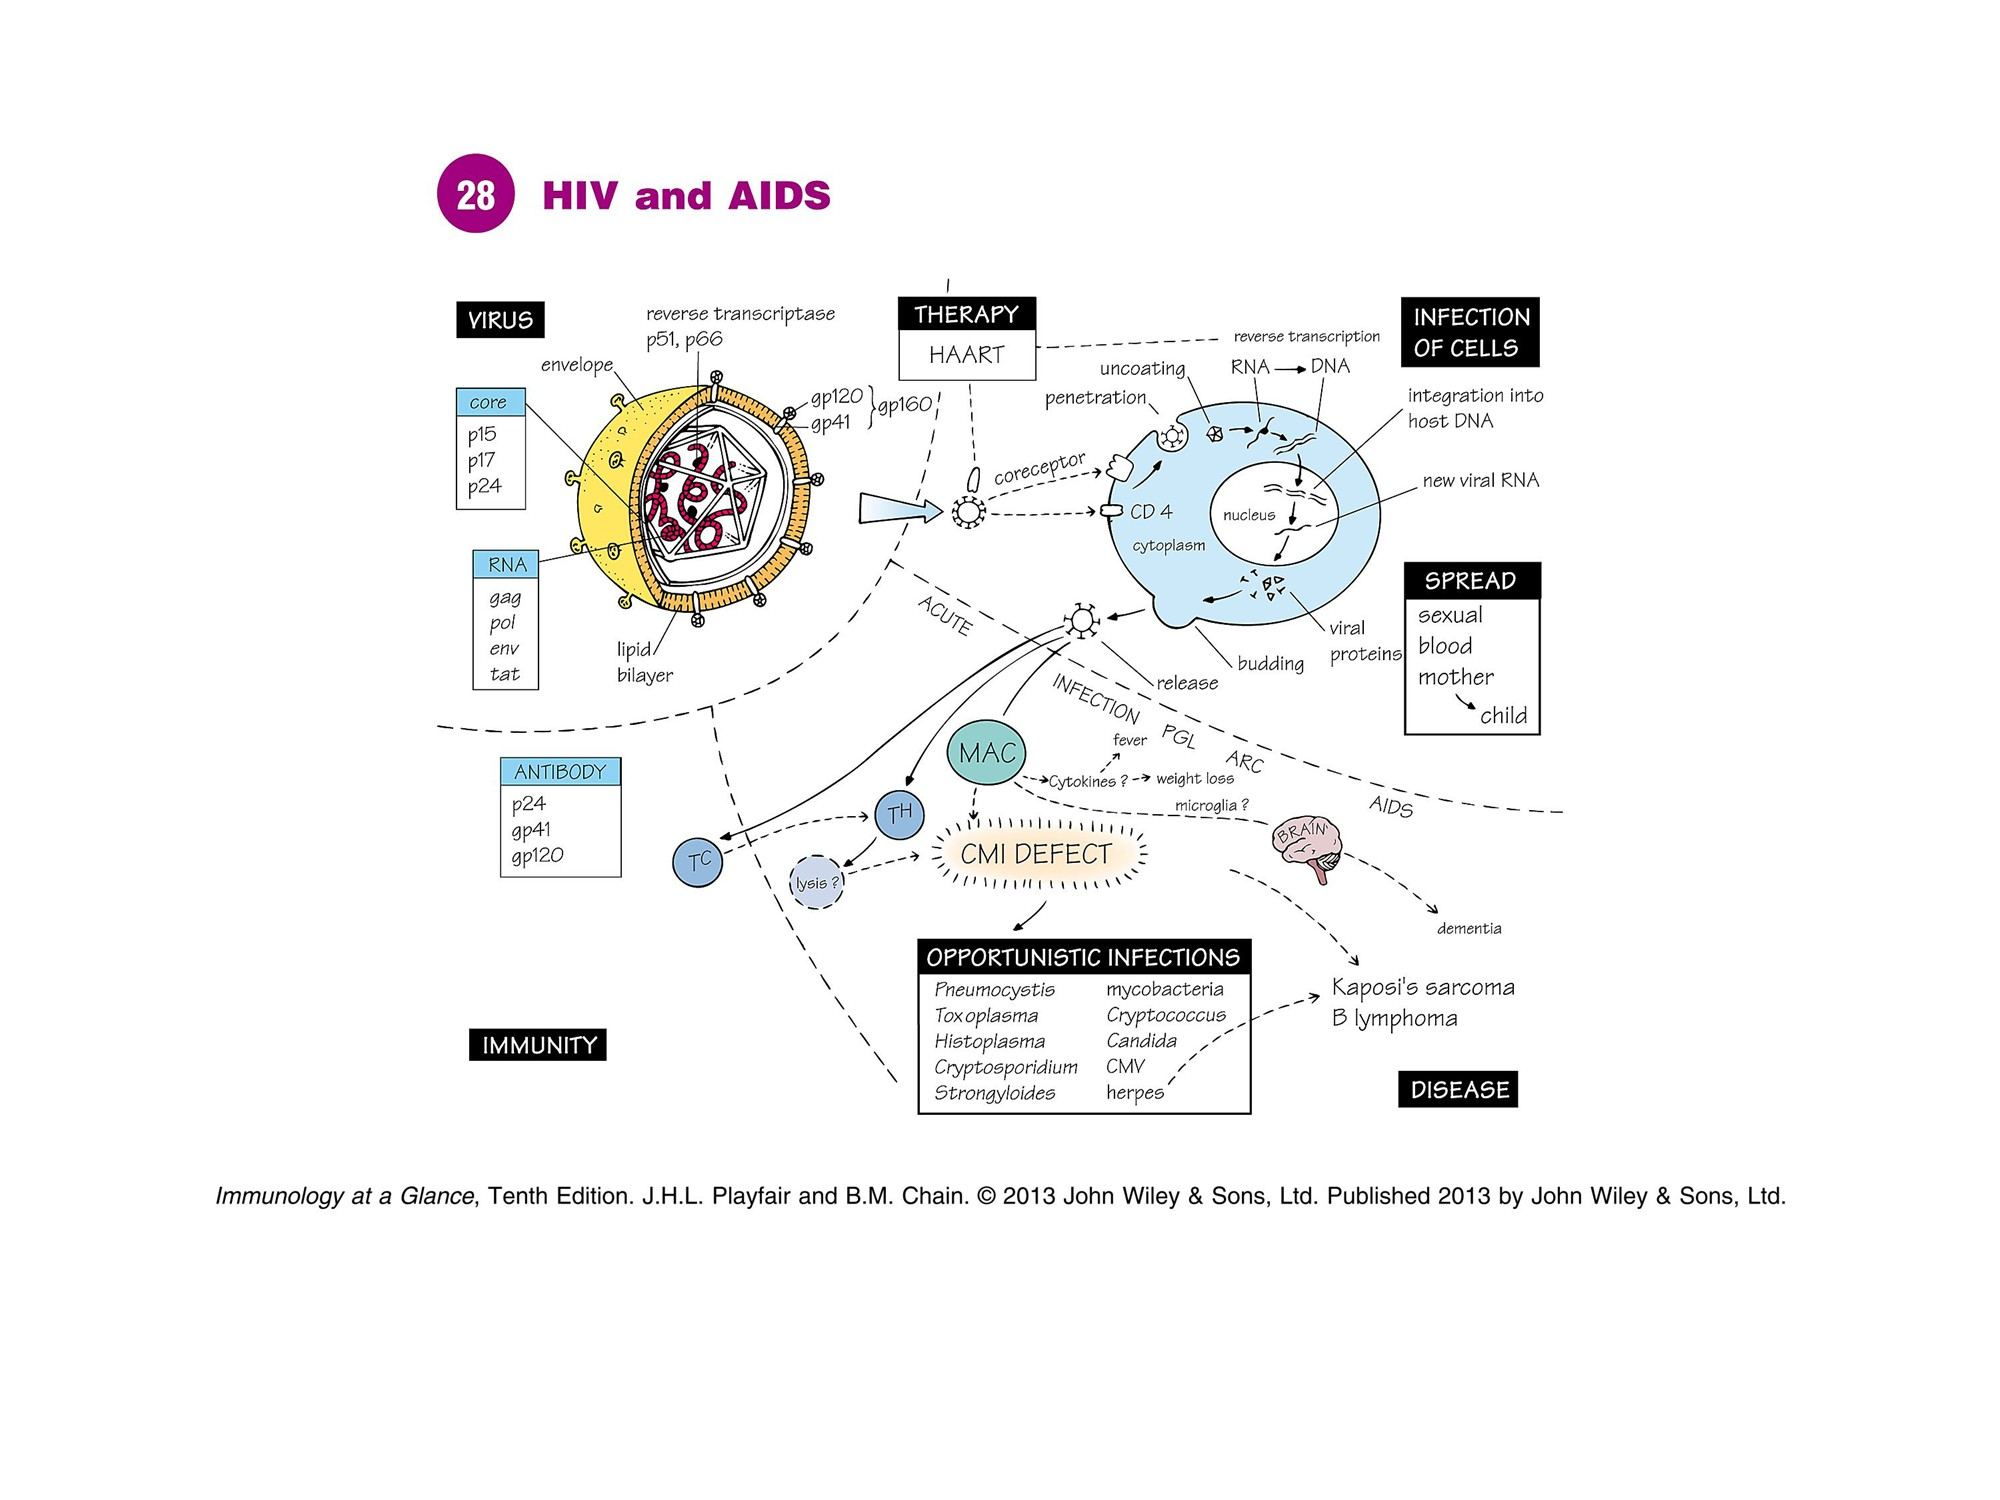 28
HIV and AIDS
VIRUS
reverse transcriptase
p51, p66
envelope
core
p15
p17
p24
gp120
gp41
gp160
RNA
gag
pol
env
tat
lipid
bilayer
THERAPY
HAART
INFECTION
OF CELLS
reverse transcription
RNA DNA
uncoating
penetration
integration into
host DNA
coreceptor
new viral RNA
CD 4
nucleus
cytoplasm
viral
proteins
budding
release
SPREAD
sexual
blood
mother
child
ACUTE
INFECTION
PGL
ARC
AIDS
ANTIBODY
p24
gp41
gp120
MAC
fever
Cytokines ?
weight loss
microglia ?
TH
TC
lysis ?
CMI DEFECT
BRAIN
dementia
OPPORTUNISTIC INFECTIONS
Pneumocystis mycobacteria
Toxoplasma Cryptococcus
Histoplasma Candida
Cryptosporidium CMV
Strongyloides herpes
Kaposi's sarcoma
B lymphoma
IMMUNITY
DISEASE
Immunology at a Glance, Tenth Edition. J.H.L. Playfair and B.M. Chain. © 2013 John Wiley & Sons, Ltd. Published 2013 by John Wiley & Sons, Ltd.